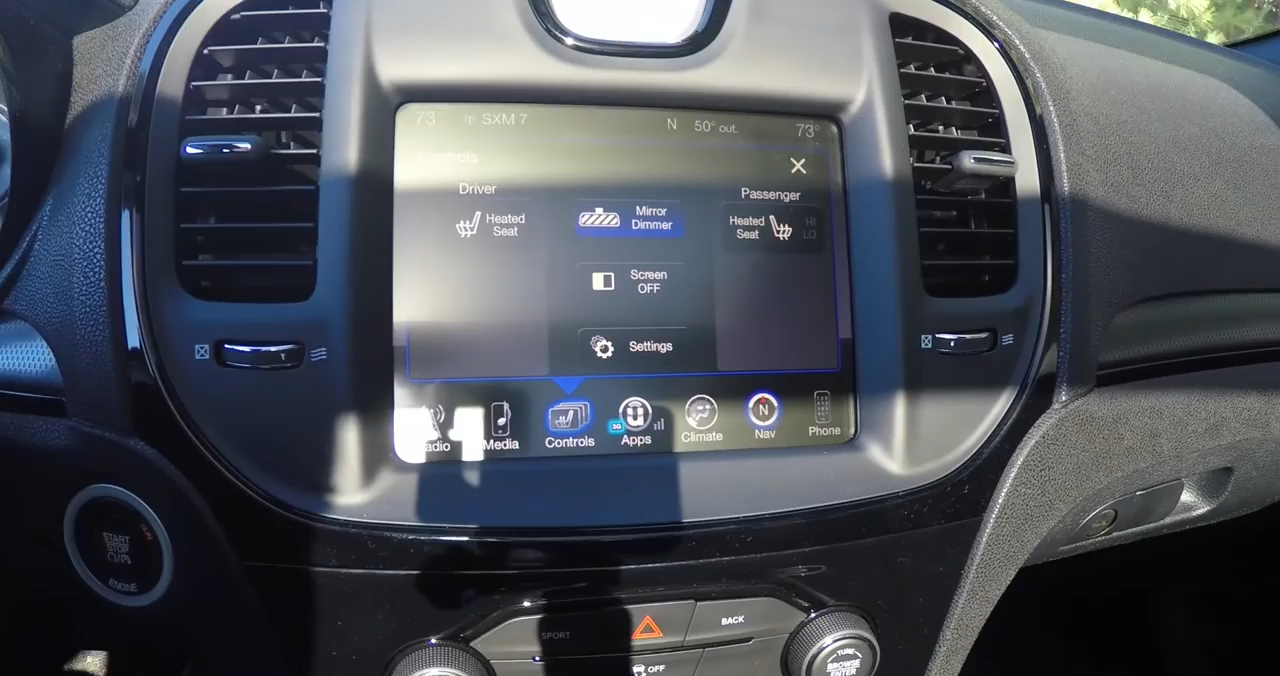 73° SXM 7 N 50° out. 73°
Controls
Driver
Passenger
Heated
Seat
Mirror
Dimmer
Heated
Seat
HI
LO
Screen
OFF
Settings
Media
Controls
3G
Apps
Climate
N
Nav
Phone
START
STOP
ENGINE
RUN
SPORT
BACK
OFF
TUNE
BROWSE
ENTER